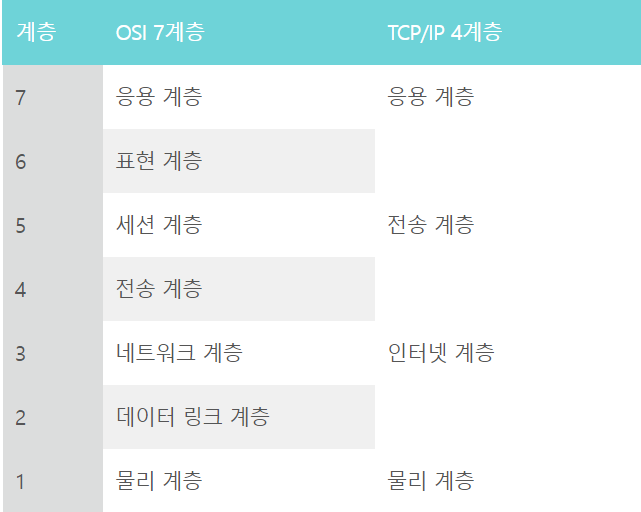 계층 OSI 7계층 TCP/IP 4계층
7 응용 계층 응용 계층
6 표현 계층
5 세션 계층 전송 계층
4 전송 계층
3 네트워크 계층 인터넷 계층
2 데이터 링크 계층
1 물리 계층 물리 계층